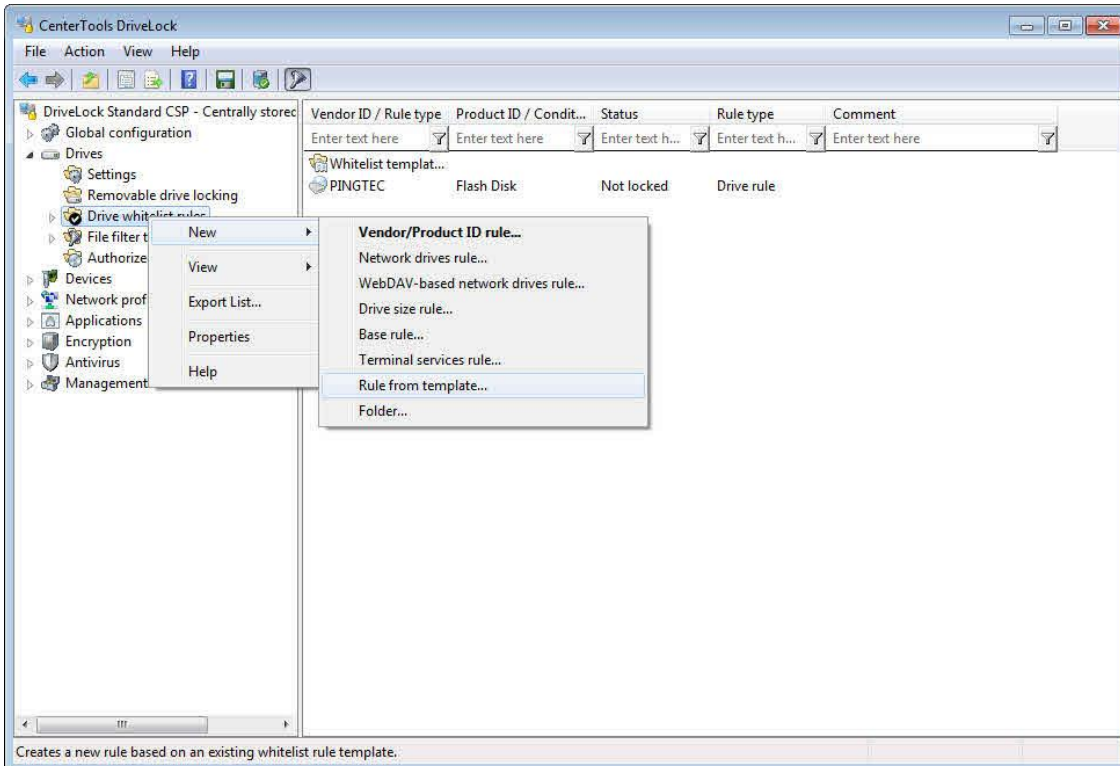 CenterTools DriveLock
File Action View Help
DriveLock Standard CSP - Centrally storec
Global configuration
Drives
Settings
Removable drive locking
Drive whitelist rules
File filter t
Authorize
Devices
Network prof
Applications
Encryption
Antivirus
Management
Vendor ID / Rule type Product ID / Condit... Status Rule type Comment
Enter text here Enter text here Enter text h... Enter text h... Enter text here
Whitelist templat...
PINGTEC Flash Disk Not locked Drive rule
New
View
Export List...
Properties
Help
Vendor/Product ID rule...
Network drives rule...
WebDAV-based network drives rule...
Drive size rule...
Base rule...
Terminal services rule...
Rule from template...
Folder...
Creates a new rule based on an existing whitelist rule template.